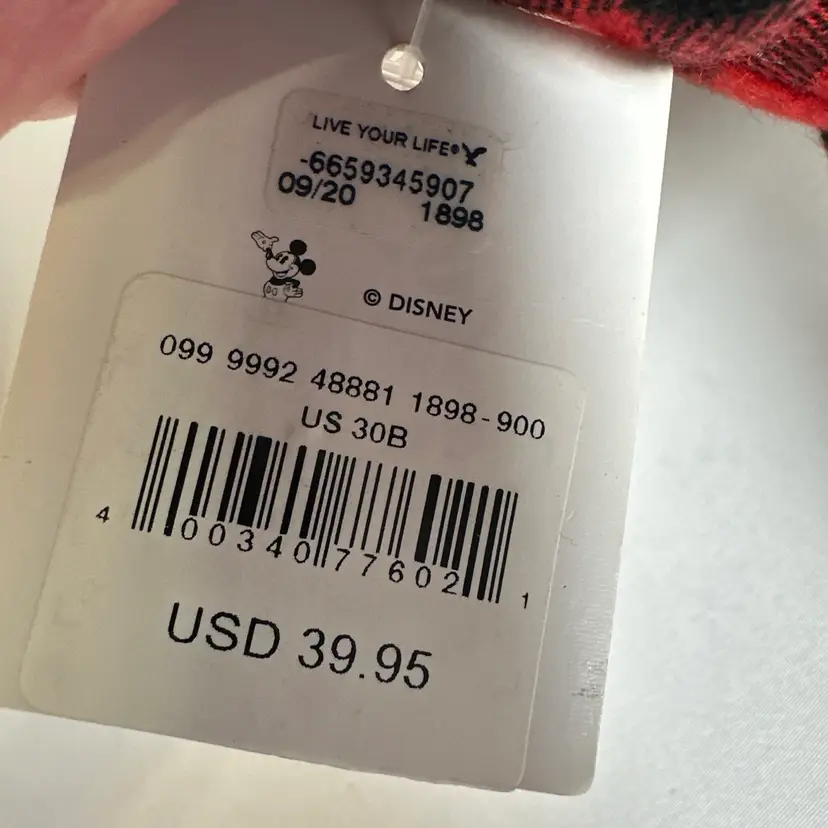 LIVE YOUR LIFE®
-6659345907
09/20 1898
© DISNEY
099 9992 48881 1898-900
US 30B
4 00340 77602 1
USD 39.95